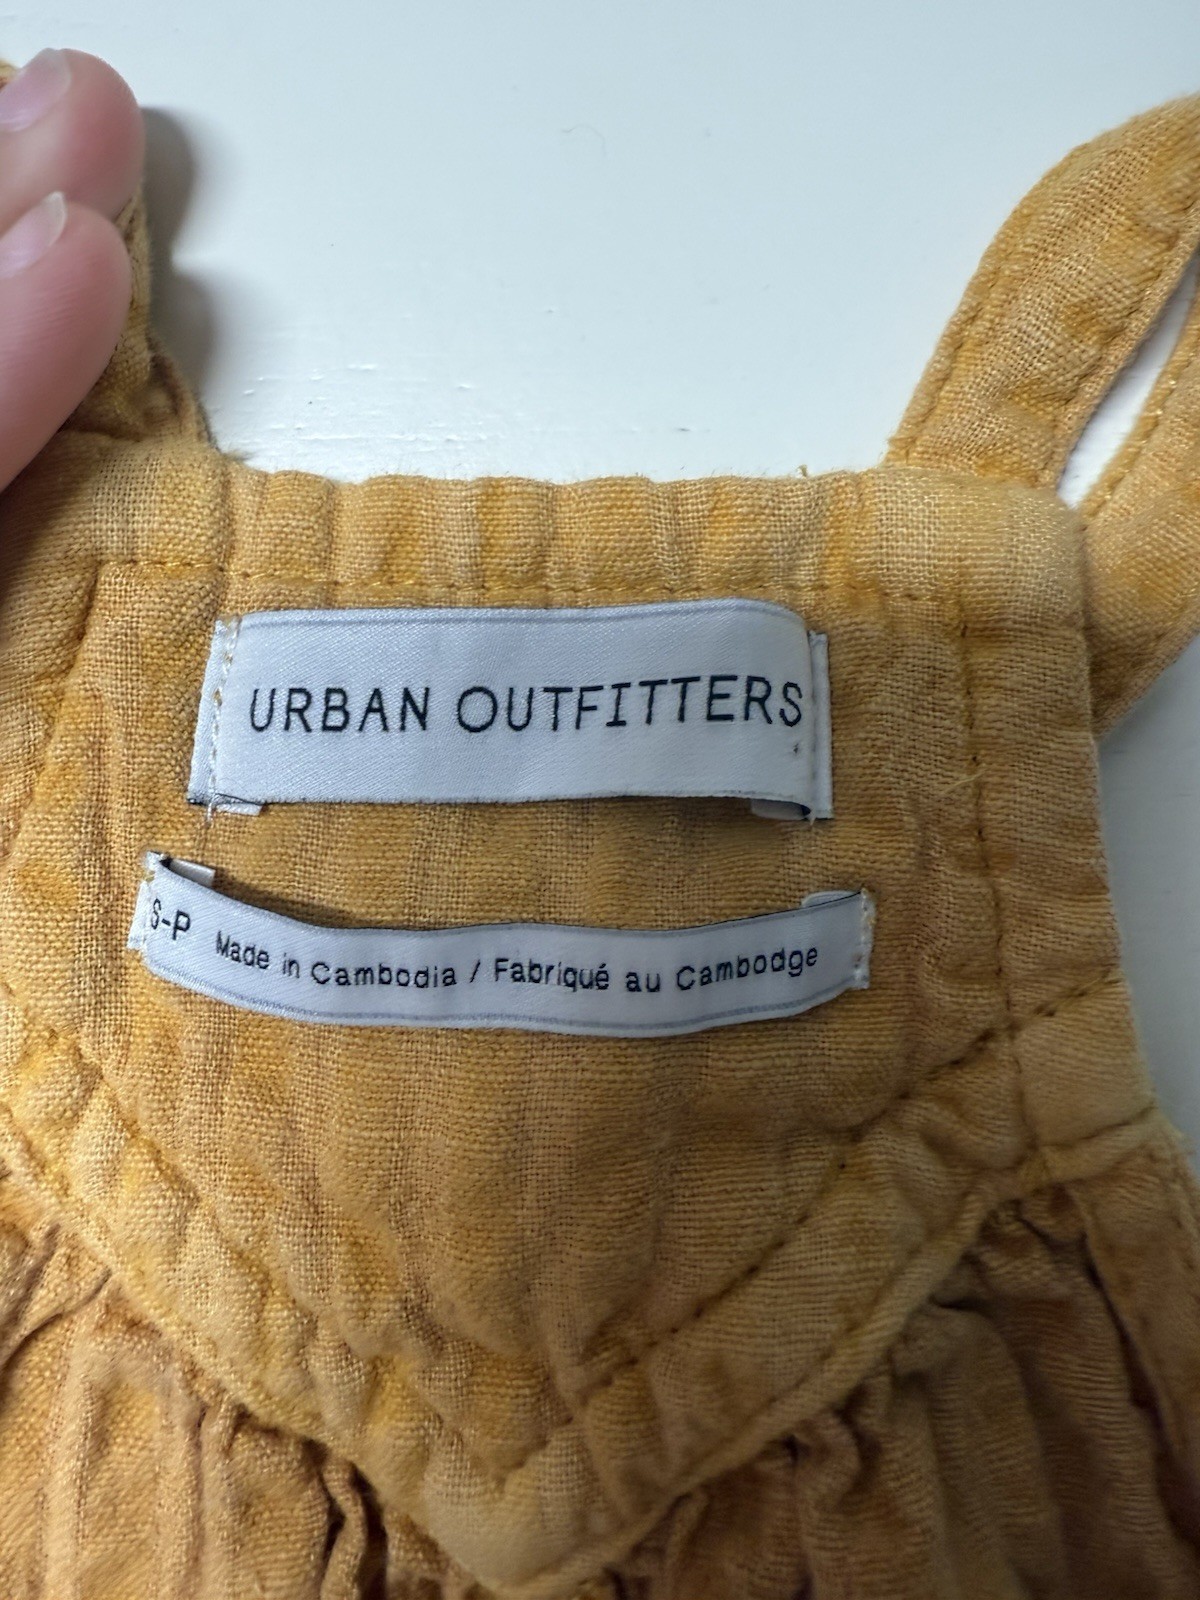 URBAN OUTFITTERS
S-P Made in Cambodia / Fabriqué au Cambodge